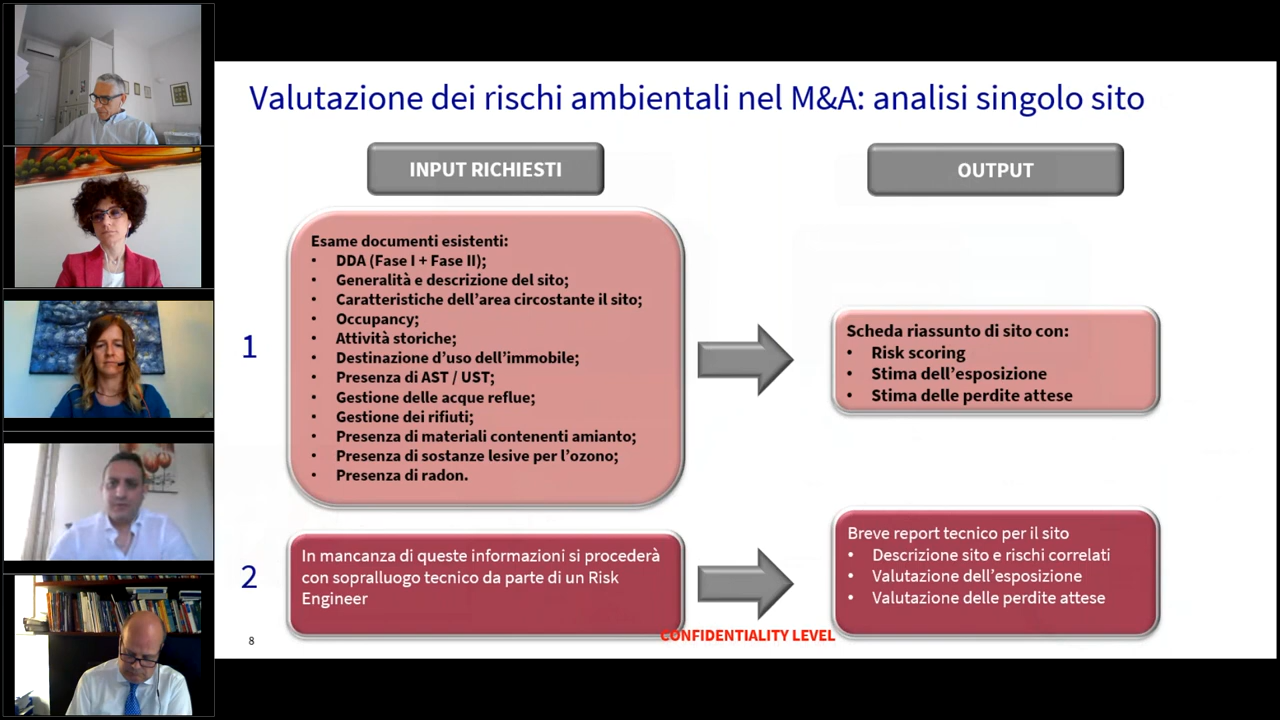 Valutazione dei rischi ambientali nel M&A: analisi singolo sito
INPUT RICHIESTI
OUTPUT
1
Esame documenti esistenti:
• DDA (Fase I + Fase II);
• Generalità e descrizione del sito;
• Caratteristiche dell'area circostante il sito;
• Occupancy;
• Attività storiche;
• Destinazione d'uso dell'immobile;
• Presenza di AST / UST;
• Gestione delle acque reflue;
• Gestione dei rifiuti;
• Presenza di materiali contenenti amianto;
• Presenza di sostanze lesive per l'ozono;
• Presenza di radon.
Scheda riassunto di sito con:
• Risk scoring
• Stima dell'esposizione
• Stima delle perdite attese
2
In mancanza di queste informazioni si procederà
con sopralluogo tecnico da parte di un Risk
Engineer
Breve report tecnico per il sito
• Descrizione sito e rischi correlati
• Valutazione dell'esposizione
• Valutazione delle perdite attese
8
CONFIDENTIALITY LEVEL